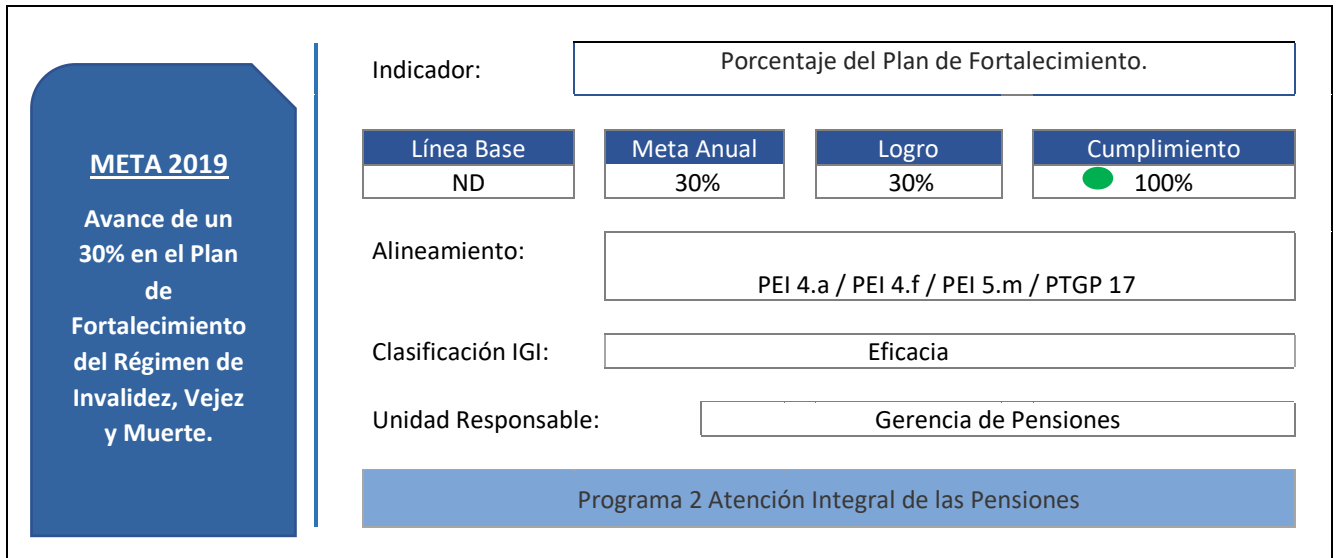 META 2019
Avance de un
30% en el Plan
de
Fortalecimiento
del Régimen de
Invalidez, Vejez
y Muerte.
Indicador:
Porcentaje del Plan de Fortalecimiento.
Línea Base
Meta Anual
Logro
Cumplimiento
ND
30%
30%
100%
Alineamiento:
PEI 4.a / PEI 4.f / PEI 5.m / PTGP 17
Clasificación IGI:
Eficacia
Unidad Responsable:
Gerencia de Pensiones
Programa 2 Atención Integral de las Pensiones